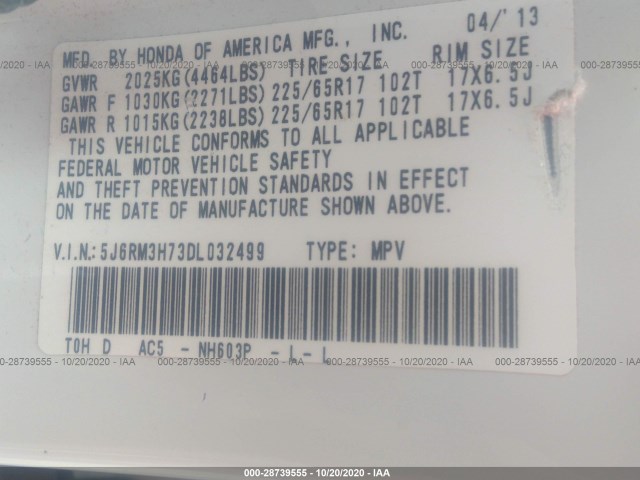 MFD. BY HONDA OF AMERICA MFG., INC. 04/'13
GVWR 2025KG(4464LBS) TIRE SIZE RIM SIZE
GAWR F 1030KG(2271LBS) 225/65R17 102T 17X6.5J
GAWR R 1015KG(2238LBS) 225/65R17 102T 17X6.5J
THIS VEHICLE CONFORMS TO ALL APPLICABLE
FEDERAL MOTOR VEHICLE SAFETY
AND THEFT PREVENTION STANDARDS IN EFFECT
ON THE DATE OF MANUFACTURE SHOWN ABOVE.
V.I.N.:5J6RM3H73DL032499 TYPE: MPV
T0H D AC5 - NH603P - L - L
000-28739555 - 10/20/2020 - IAA